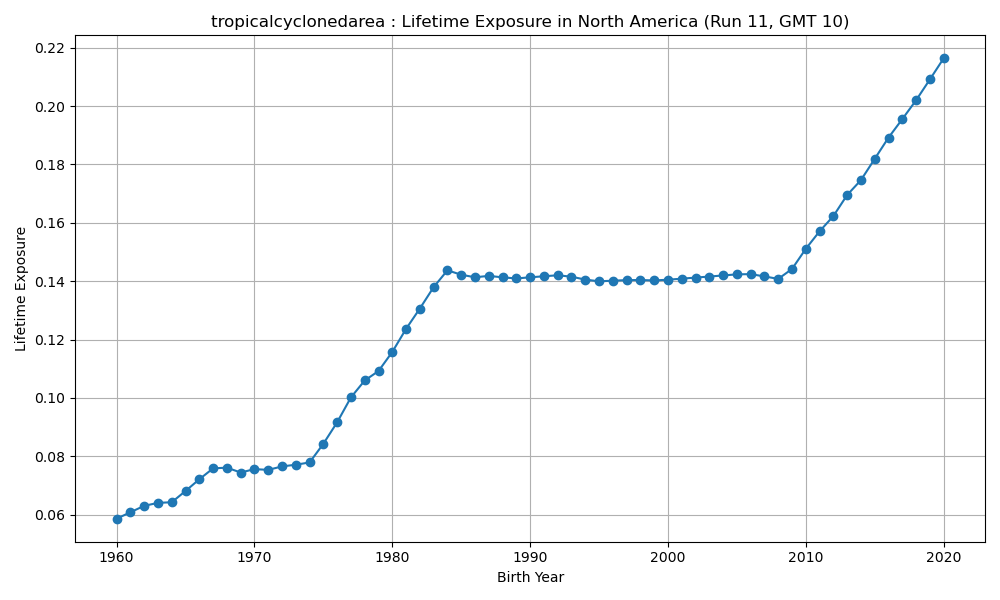 tropicalcyclonedarea : Lifetime Exposure in North America (Run 11, GMT 10)
0.22
0.20
0.18
0.16
0.14
0.12
0.10
0.08
0.06
Lifetime Exposure
1960 1970 1980 1990 2000 2010 2020
Birth Year